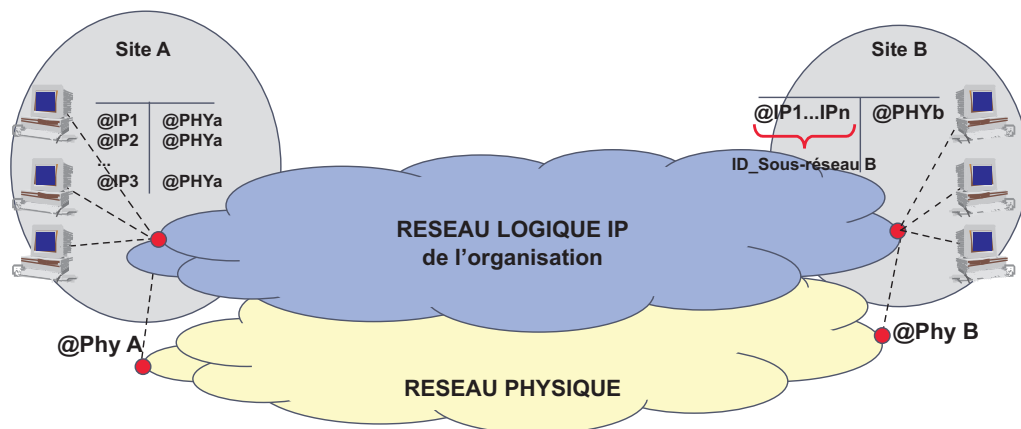 Site A
Site B
@IP1 @PHYa
@IP2 @PHYa
...
@IP3 @PHYa
@IP1...IPn @PHYb
ID_Sous-réseau B
RESEAU LOGIQUE IP
de l’organisation
@Phy A
@Phy B
RESEAU PHYSIQUE